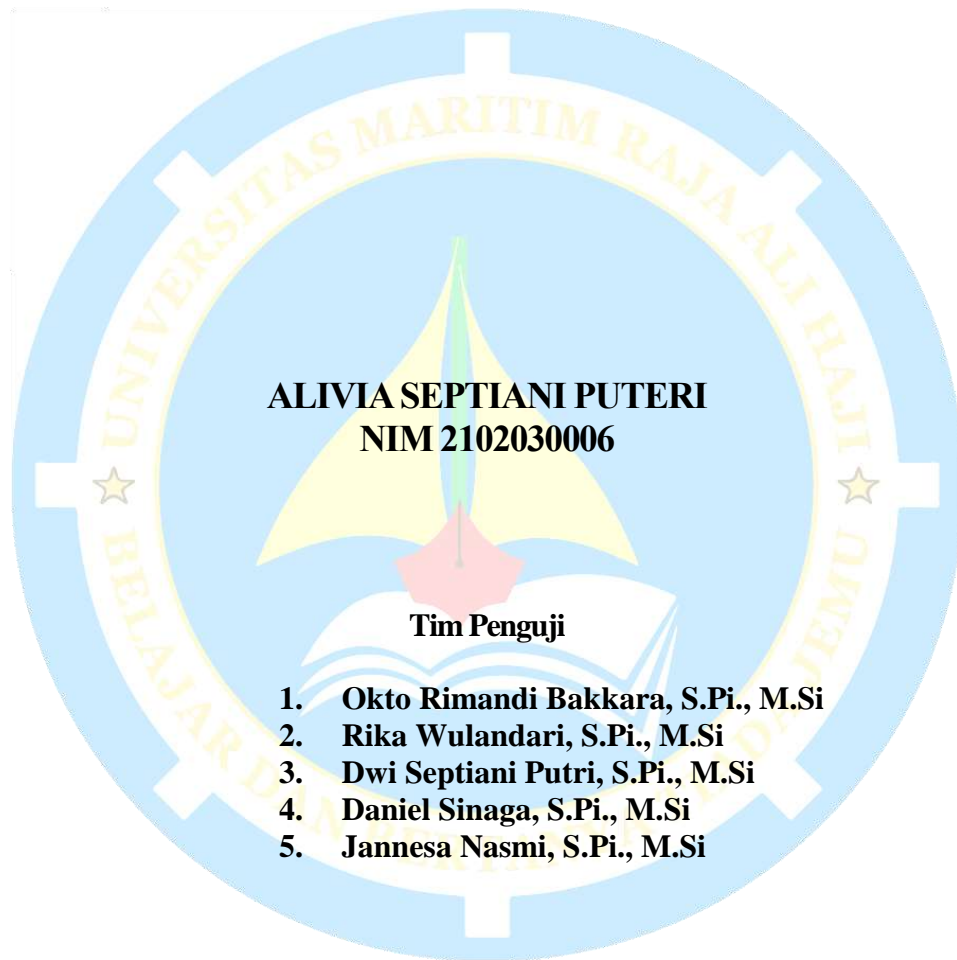 UNIVERSITAS MARITIM RAJA ALI HAJI
ALIVIA SEPTIANI PUTERI
NIM 2102030006
Tim Penguji
1. Okto Rimandi Bakkara, S.Pi., M.Si
2. Rika Wulandari, S.Pi., M.Si
3. Dwi Septiani Putri, S.Pi., M.Si
4. Daniel Sinaga, S.Pi., M.Si
5. Jannesa Nasmi, S.Pi., M.Si
BELAJAR DAN BERTANYA
JEMU